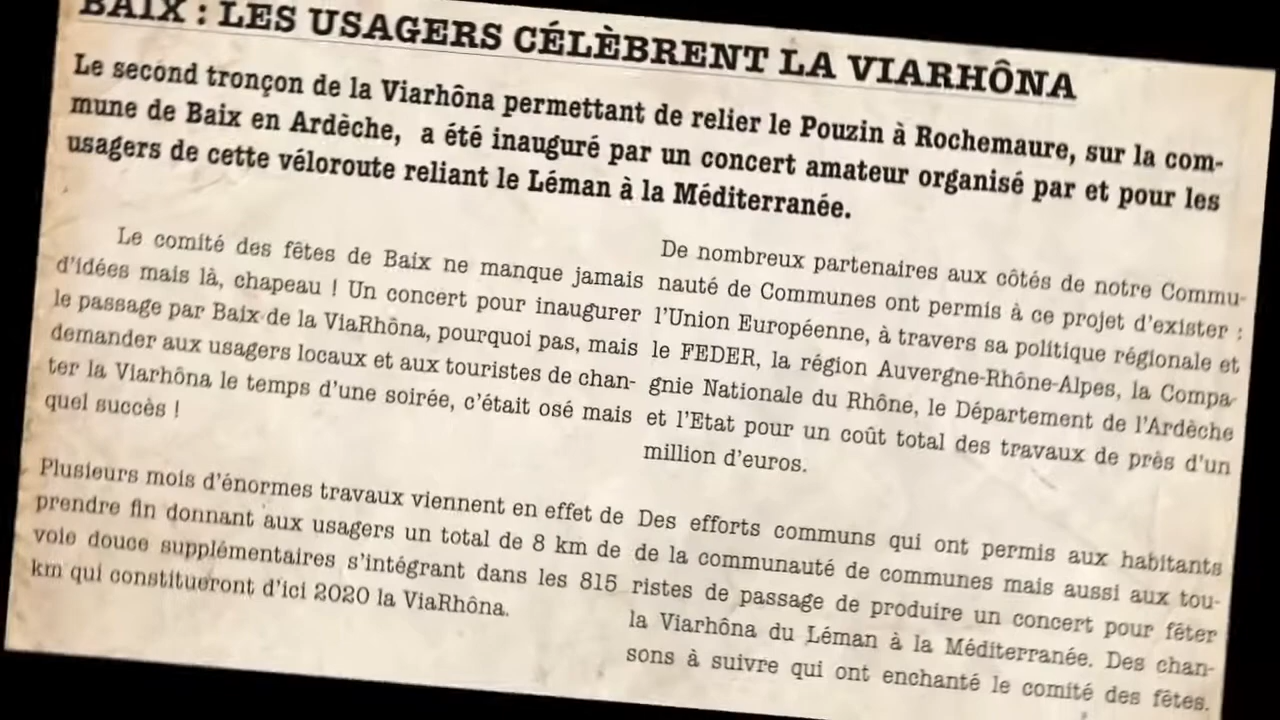 BAIX : LES USAGERS CÉLÈBRENT LA VIARHÔNA
Le second tronçon de la Viarhôna permettant de relier le Pouzin à Rochemaure, sur la com-
mune de Baix en Ardèche, a été inauguré par un concert amateur organisé par et pour les
usagers de cette véloroute reliant le Léman à la Méditerranée.
Le comité des fêtes de Baix ne manque jamais
d'idées mais là, chapeau ! Un concert pour inaugurer
le passage par Baix de la ViaRhôna, pourquoi pas, mais
demander aux usagers locaux et aux touristes de chan-
ter la Viarhôna le temps d'une soirée, c'était osé mais
quel succès !
Plusieurs mois d'énormes travaux viennent en effet de
prendre fin donnant aux usagers un total de 8 km de
voie douce supplémentaires s'intégrant dans les 815
km qui constitueront d'ici 2020 la ViaRhôna.
De nombreux partenaires aux côtés de notre Commu-
nauté de Communes ont permis à ce projet d'exister :
l'Union Européenne, à travers sa politique régionale et
le FEDER, la région Auvergne-Rhône-Alpes, la Compa-
gnie Nationale du Rhône, le Département de l'Ardèche
et l'Etat pour un coût total des travaux de près d'un
million d'euros.
Des efforts communs qui ont permis aux habitants
de la communauté de communes mais aussi aux tou-
ristes de passage de produire un concert pour fêter
la Viarhôna du Léman à la Méditerranée. Des chan-
sons à suivre qui ont enchanté le comité des fêtes.